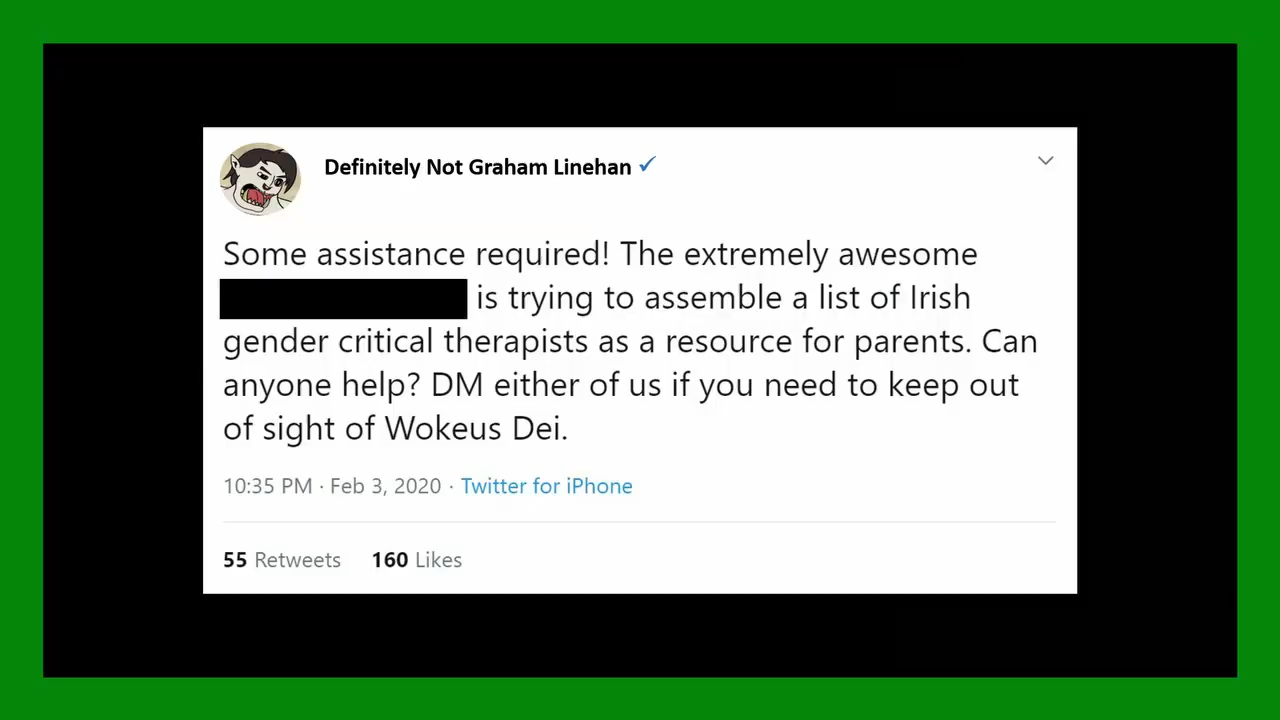 Definitely Not Graham Linehan
Some assistance required! The extremely awesome
is trying to assemble a list of Irish
gender critical therapists as a resource for parents. Can
anyone help? DM either of us if you need to keep out
of sight of Wokeus Dei.
10:35 PM · Feb 3, 2020 · Twitter for iPhone
55 Retweets 160 Likes